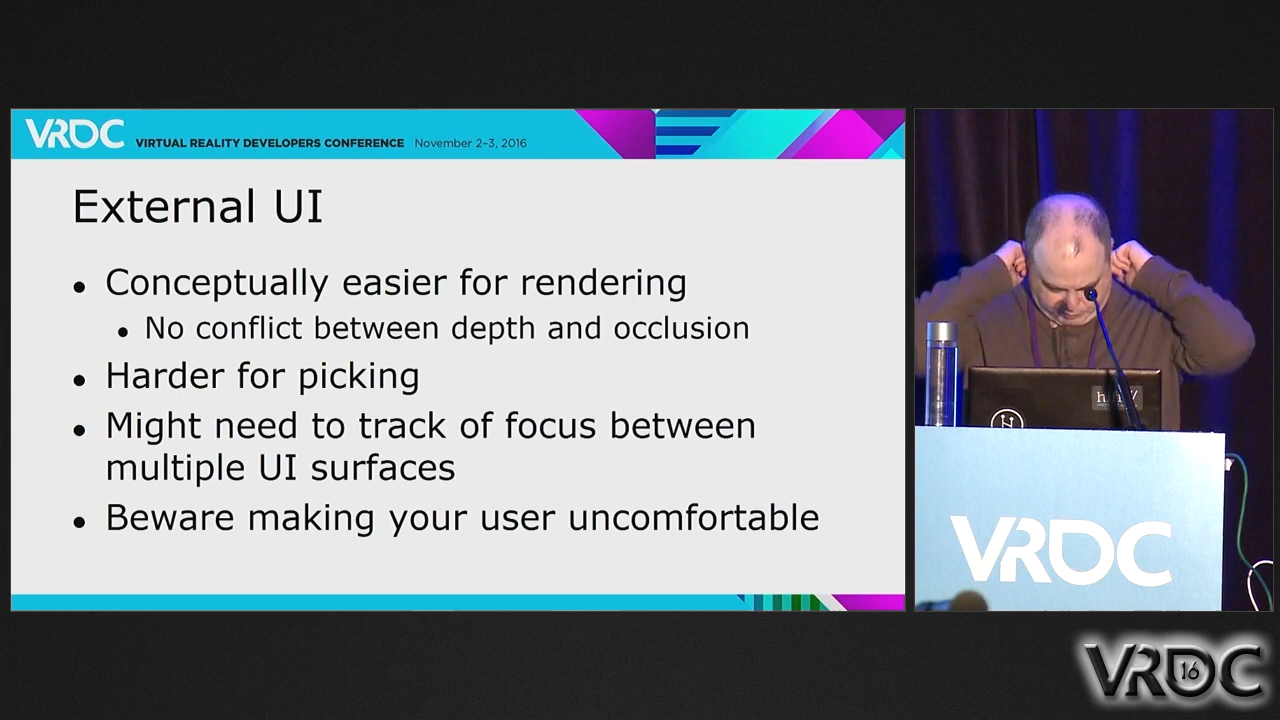 VRDC VIRTUAL REALITY DEVELOPERS CONFERENCE November 2-3, 2016
External UI
• Conceptually easier for rendering
• No conflict between depth and occlusion
• Harder for picking
• Might need to track of focus between
multiple UI surfaces
• Beware making your user uncomfortable
VRDC
VRDC
16